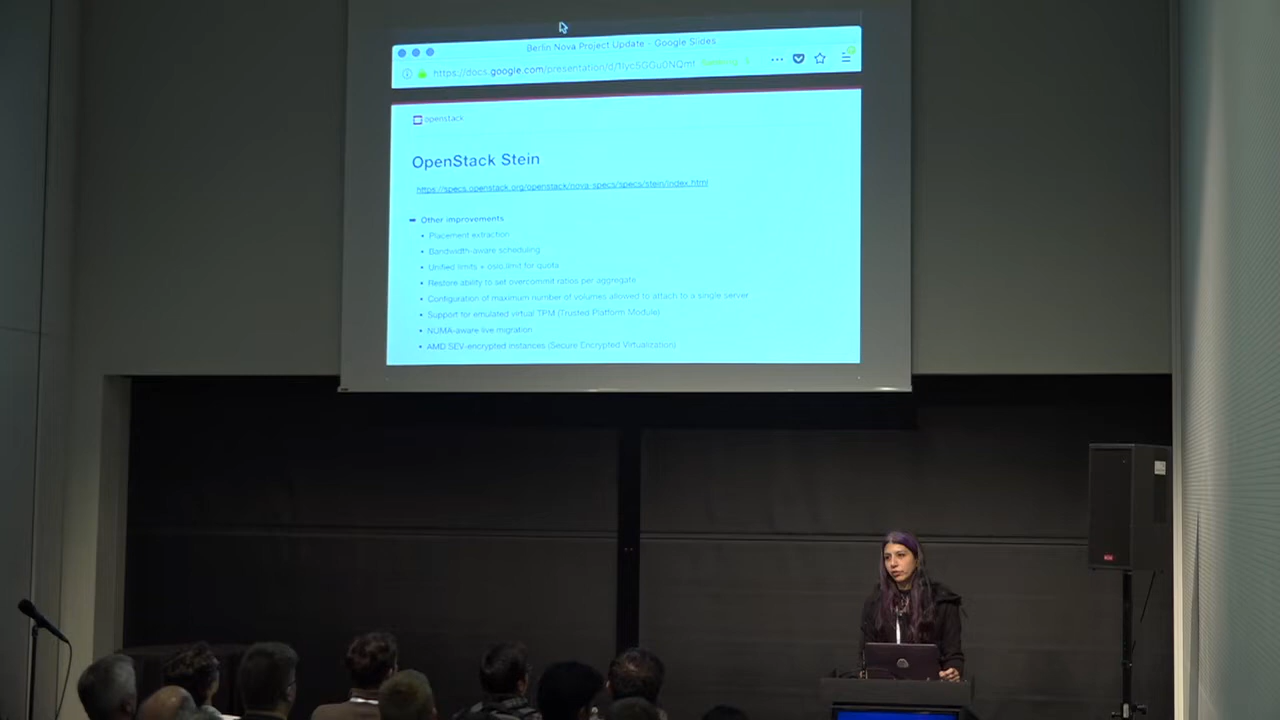 Berlin Nova Project Update - Google Slides
https://docs.google.com/presentation/d/1lyc5GGu0NQmt
openstack
OpenStack Stein
https://specs.openstack.org/openstack/nova-specs/specs/stein/index.html
➡ Other improvements
• Placement extraction
• Bandwidth-aware scheduling
• Unified limits + oslo.limit for quota
• Restore ability to set overcommit ratios per aggregate
• Configuration of maximum number of volumes allowed to attach to a single server
• Support for emulated virtual TPM (Trusted Platform Module)
• NUMA-aware live migration
• AMD SEV-encrypted instances (Secure Encrypted Virtualization)